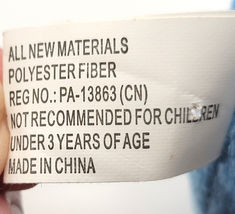 ALL NEW MATERIALS
POLYESTER FIBER
REG NO.: PA-13863 (CN)
NOT RECOMMENDED FOR CHILDREN
UNDER 3 YEARS OF AGE
MADE IN CHINA